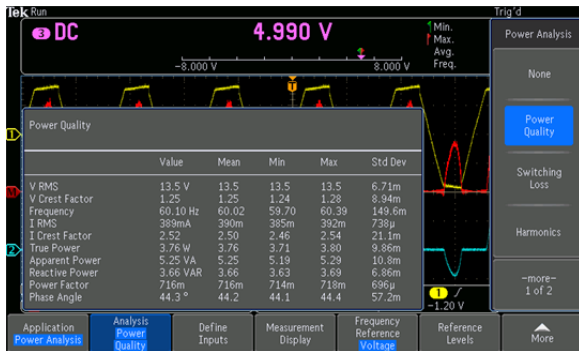 Tek Run Trig'd
3 DC 4.990 V
-8.000 V 8.000 V
Min.
Max.
Avg.
Freq.
Power Analysis
None
Power
Quality
Switching
Loss
Harmonics
-more-
1 of 2
T
1
M
2
Power Quality
Value Mean Min Max Std Dev
V RMS 13.5 V 13.5 13.5 13.5 6.71m
V Crest Factor 1.25 1.25 1.24 1.28 8.94m
Frequency 60.10 Hz 60.02 59.70 60.39 149.6m
I RMS 389mA 390m 385m 392m 738µ
I Crest Factor 2.52 2.50 2.46 2.54 21.1m
True Power 3.76 W 3.76 3.71 3.80 9.86m
Apparent Power 5.25 VA 5.25 5.19 5.29 10.8m
Reactive Power 3.66 VAR 3.66 3.63 3.69 6.86m
Power Factor 716m 716m 714m 718m 696µ
Phase Angle 44.3 ° 44.2 44.1 44.4 57.2m
1 /
-1.20 V
Application
Power Analysis
Analysis
Power
Quality
Define
Inputs
Measurement
Display
Frequency
Reference
Voltage
Reference
Levels
More